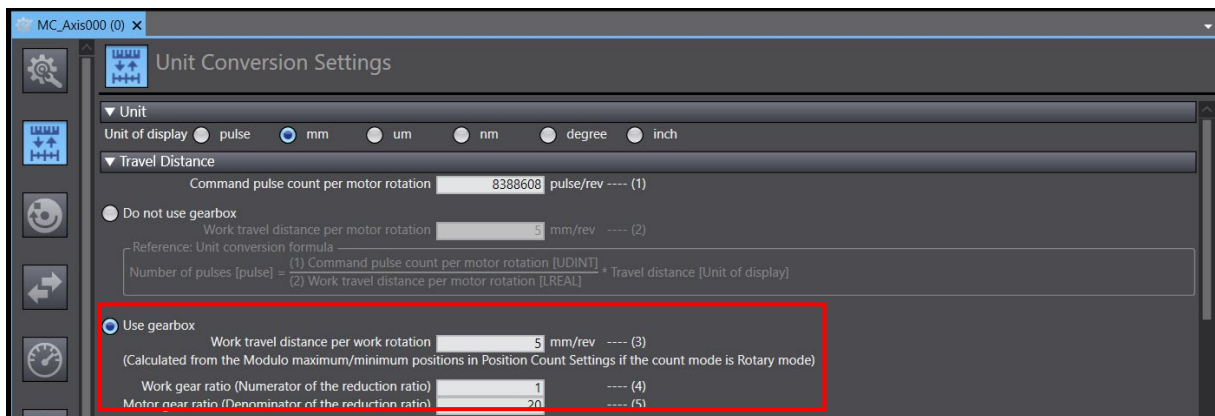 MC_Axis000 (0)
Unit Conversion Settings
Unit
Unit of display pulse mm um nm degree inch
Travel Distance
Command pulse count per motor rotation 8388608 pulse/rev ---- (1)
Do not use gearbox
Work travel distance per motor rotation 5 mm/rev ---- (2)
Reference: Unit conversion formula
(1) Command pulse count per motor rotation [UDINT]
Number of pulses [pulse] = * Travel distance [Unit of display]
(2) Work travel distance per motor rotation [LREAL]
Use gearbox
Work travel distance per work rotation 5 mm/rev ---- (3)
(Calculated from the Modulo maximum/minimum positions in Position Count Settings if the count mode is Rotary mode)
Work gear ratio (Numerator of the reduction ratio) 1 ---- (4)
Motor gear ratio (Denominator of the reduction ratio) 20 ---- (5)